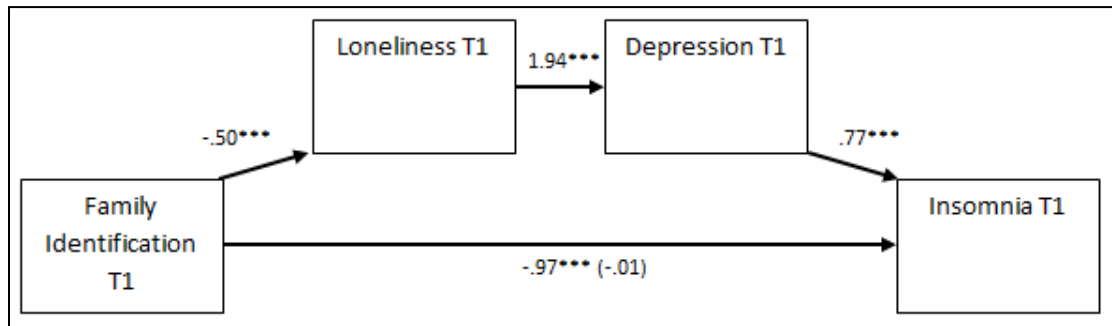 Loneliness T1
1.94***
Depression T1
-.50***
.77***
Family
Identification
T1
Insomnia T1
-.97*** (-.01)